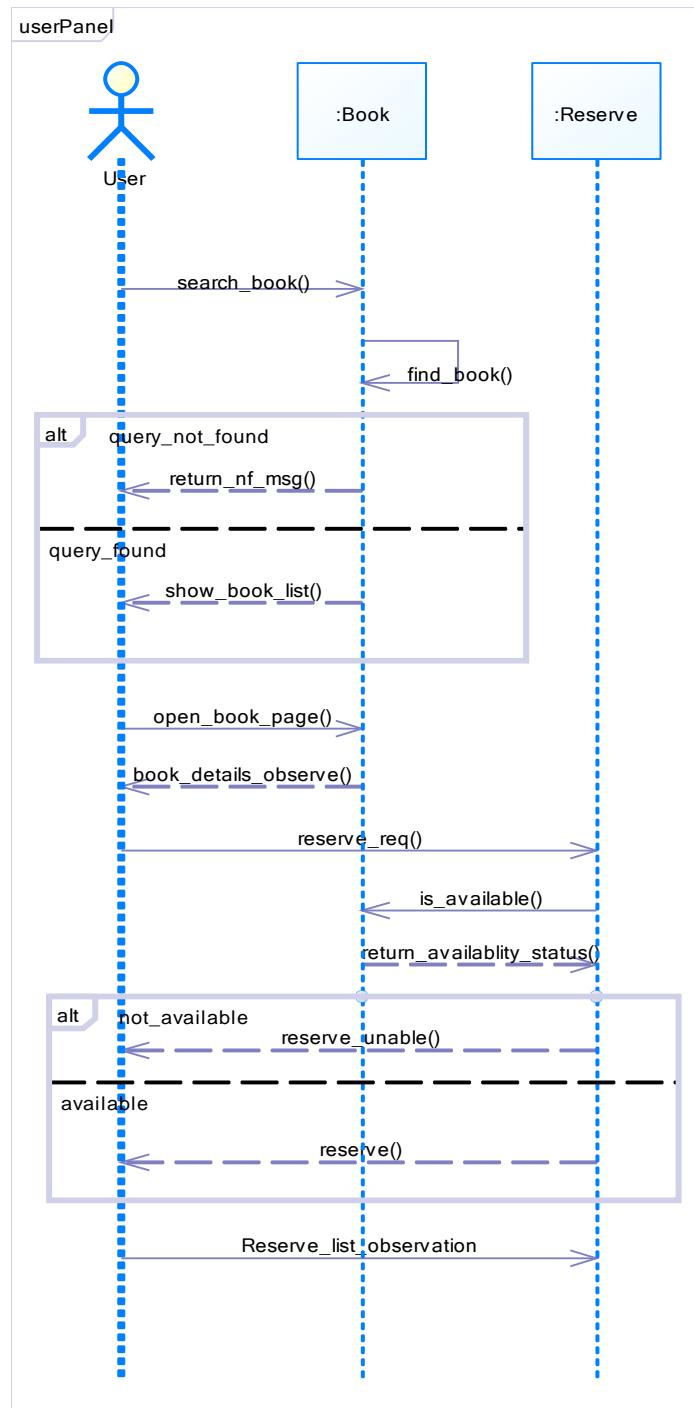 userPanel
:Book
:Reserve
User
search_book()
find_book()
alt
query_not_found
return_nf_msg()
query_found
show_book_list()
open_book_page()
book_details_observe()
reserve_req()
is_available()
return_availablity_status()
alt
not_available
reserve_unable()
available
reserve()
Reserve_list_observation